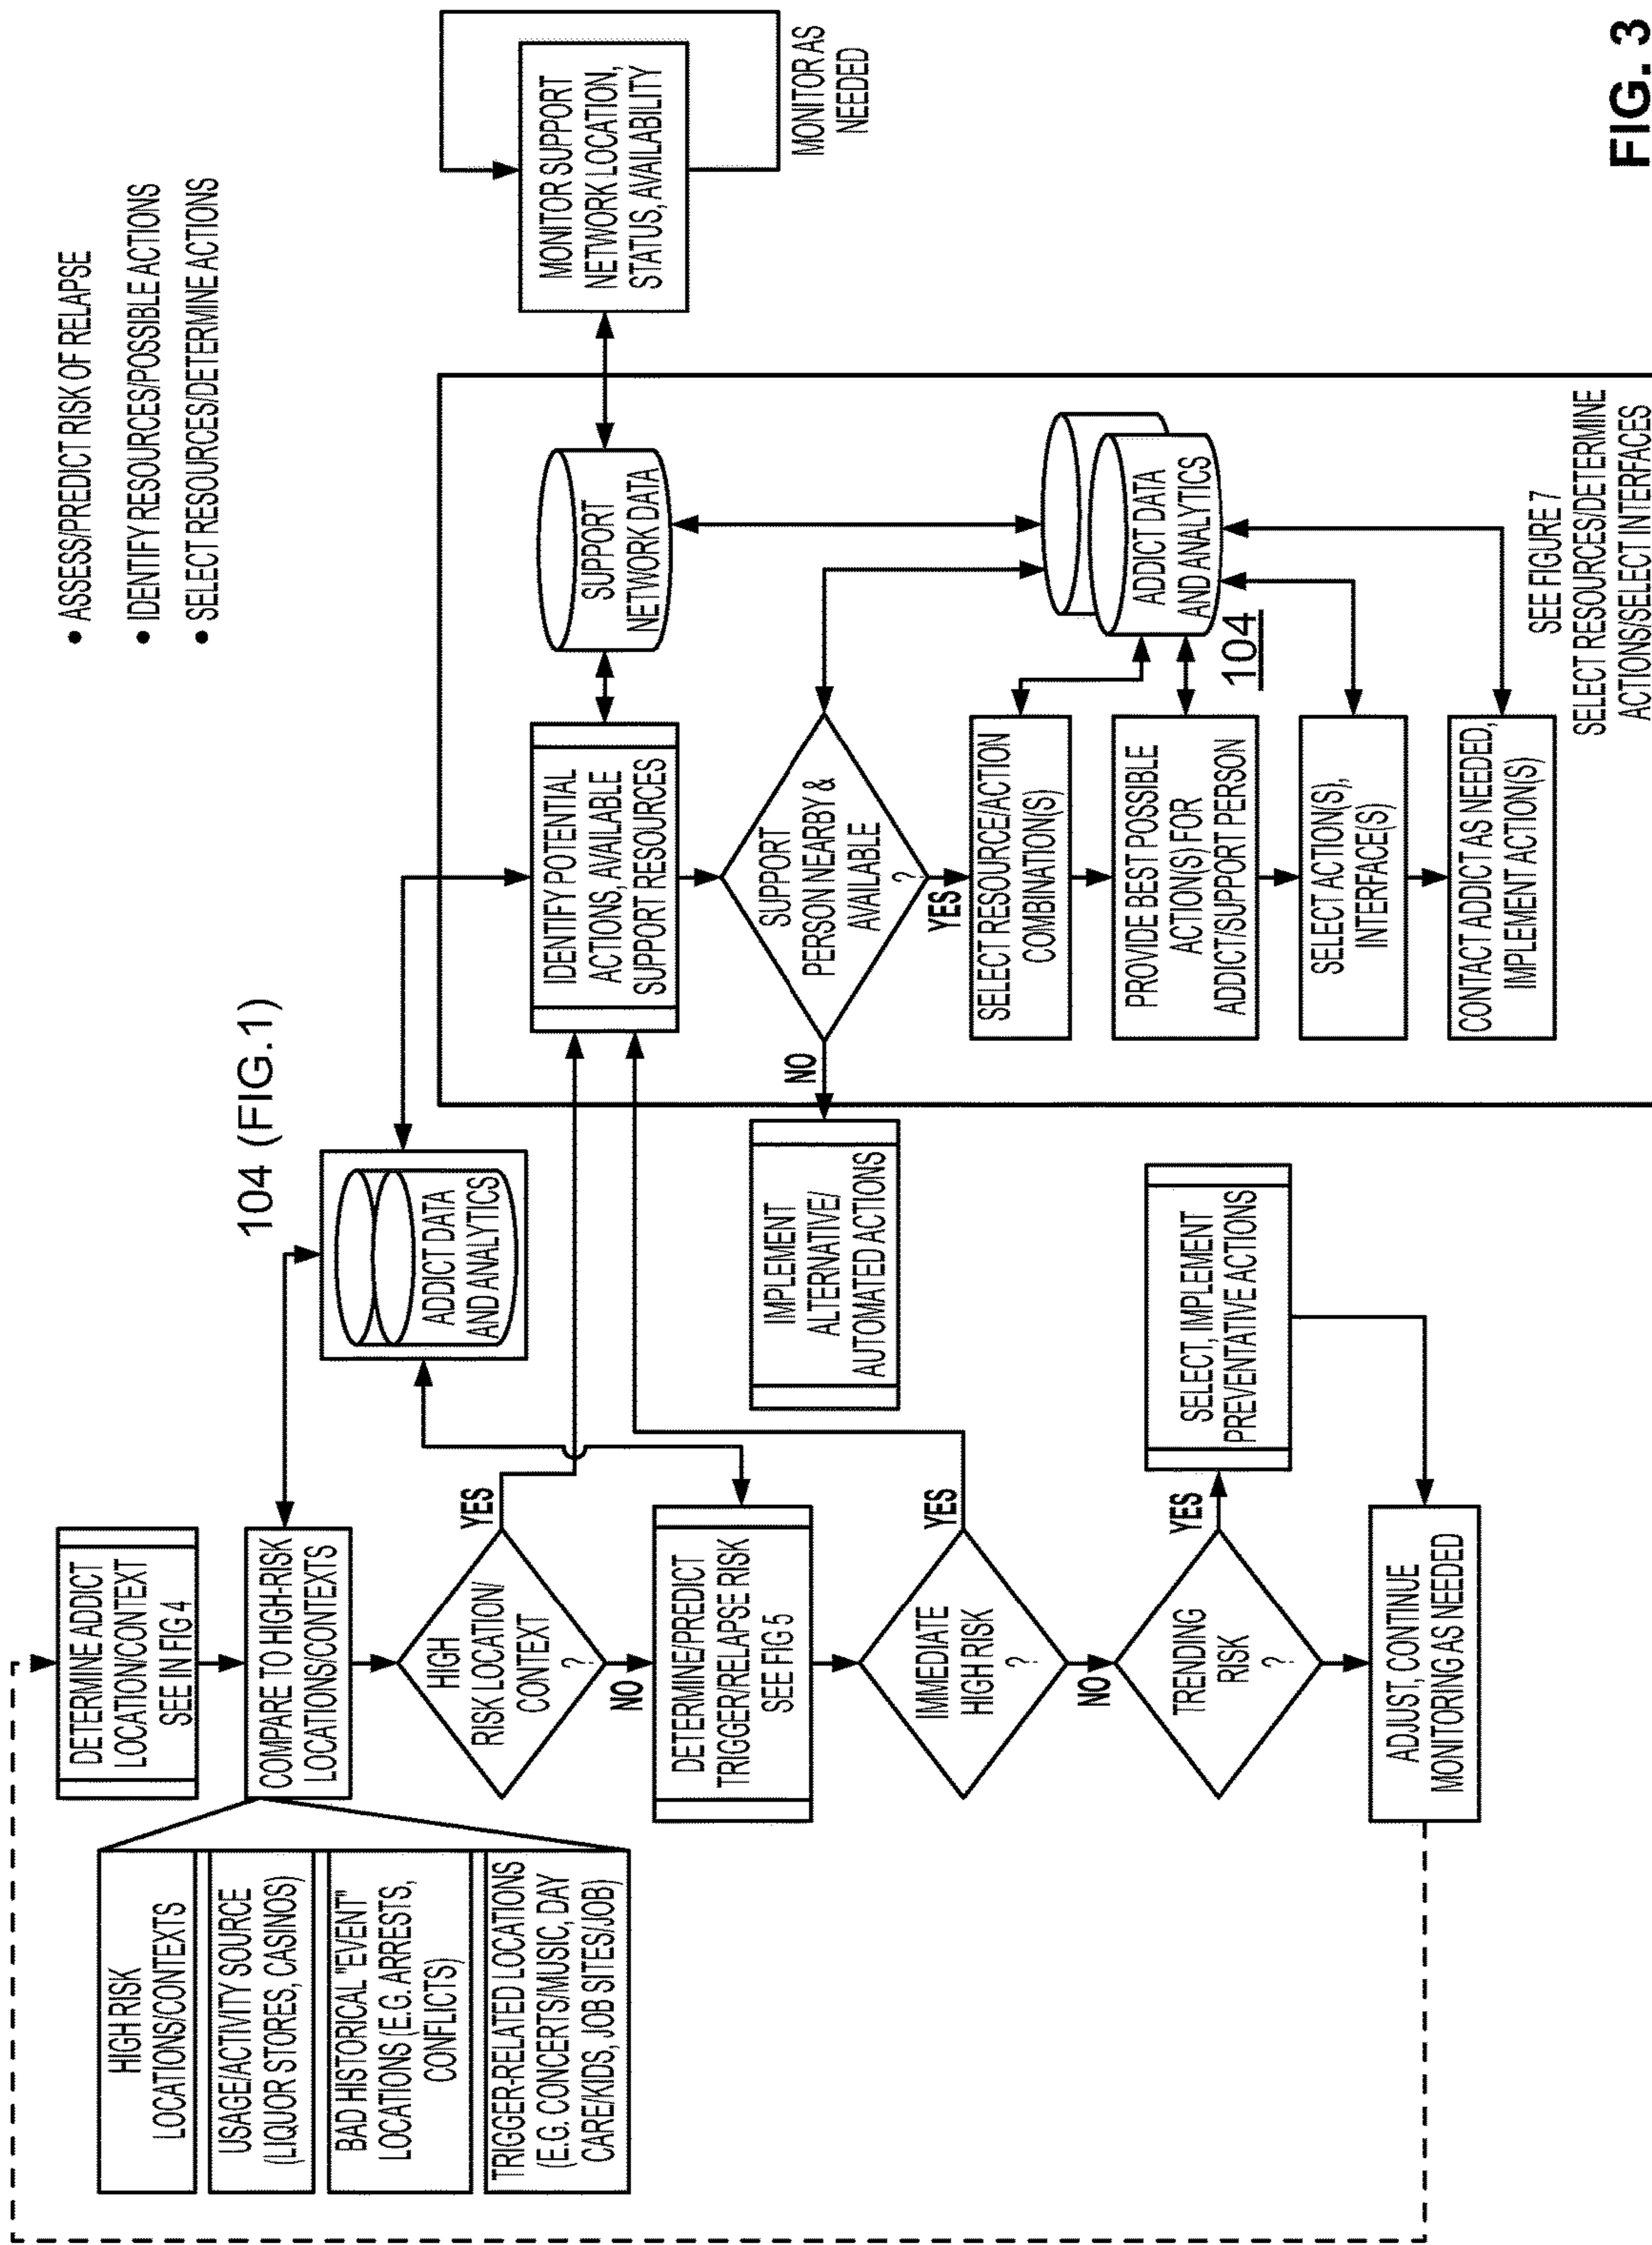 • ASSESS/PREDICT RISK OF RELAPSE
• IDENTIFY RESOURCES/POSSIBLE ACTIONS
• SELECT RESOURCES/DETERMINE ACTIONS
104 (FIG.1)
DETERMINE ADDICT
LOCATION/CONTEXT
SEE IN FIG 4
COMPARE TO HIGH-RISK
LOCATIONS/CONTEXTS
HIGH RISK
LOCATIONS/CONTEXTS
USAGE/ACTIVITY SOURCE
(LIQUOR STORES, CASINOS)
BAD HISTORICAL "EVENT"
LOCATIONS (E.G. ARRESTS,
CONFLICTS)
TRIGGER-RELATED LOCATIONS
(E.G. CONCERTS/MUSIC, DAY
CARE/KIDS, JOB SITES/JOB)
ADDICT DATA
AND ANALYTICS
HIGH
RISK LOCATION/
CONTEXT
?
YES
NO
DETERMINE/PREDICT
TRIGGER/RELAPSE RISK
SEE FIG 5
IMMEDIATE
HIGH RISK
?
YES
NO
TRENDING
RISK
?
YES
SELECT, IMPLEMENT
PREVENTATIVE ACTIONS
ADJUST, CONTINUE
MONITORING AS NEEDED
IDENTIFY POTENTIAL
ACTIONS, AVAILABLE
SUPPORT RESOURCES
SUPPORT
NETWORK DATA
MONITOR SUPPORT
NETWORK LOCATION,
STATUS, AVAILABILITY
MONITOR AS
NEEDED
SUPPORT
PERSON NEARBY &
AVAILABLE
?
NO
YES
IMPLEMENT
ALTERNATIVE/
AUTOMATED ACTIONS
SELECT RESOURCE/ACTION
COMBINATION(S)
PROVIDE BEST POSSIBLE
ACTION(S) FOR
ADDICT/SUPPORT PERSON
SELECT ACTION(S),
INTERFACE(S)
CONTACT ADDICT AS NEEDED,
IMPLEMENT ACTION(S)
ADDICT DATA
AND ANALYTICS
104
SEE FIGURE 7
SELECT RESOURCES/DETERMINE
ACTIONS/SELECT INTERFACES
FIG. 3